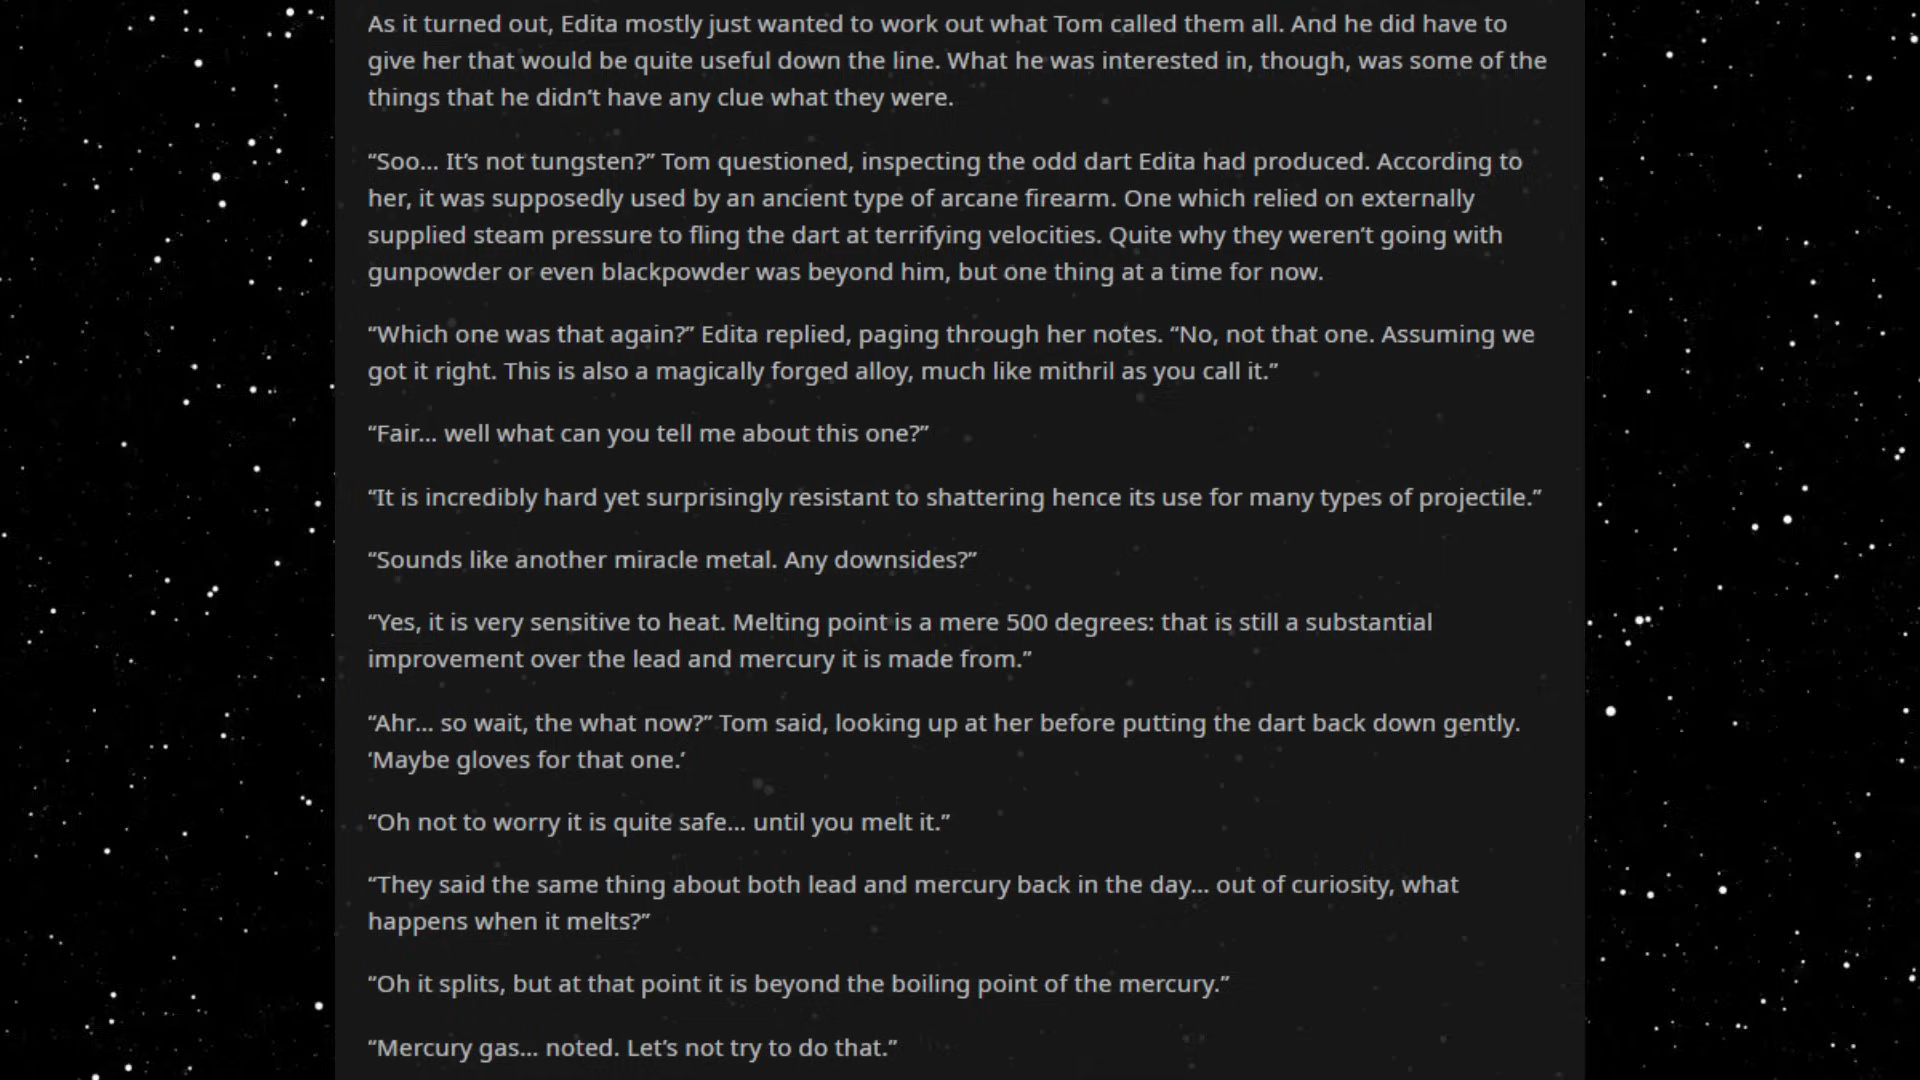 As it turned out, Edita mostly just wanted to work out what Tom called them all. And he did have to
give her that would be quite useful down the line. What he was interested in, though, was some of the
things that he didn’t have any clue what they were.
“Soo… It’s not tungsten?” Tom questioned, inspecting the odd dart Edita had produced. According to
her, it was supposedly used by an ancient type of arcane firearm. One which relied on externally
supplied steam pressure to fling the dart at terrifying velocities. Quite why they weren’t going with
gunpowder or even blackpowder was beyond him, but one thing at a time for now.
“Which one was that again?” Edita replied, paging through her notes. “No, not that one. Assuming we
got it right. This is also a magically forged alloy, much like mithril as you call it.”
“Fair… well what can you tell me about this one?”
“It is incredibly hard yet surprisingly resistant to shattering hence its use for many types of projectile.”
“Sounds like another miracle metal. Any downsides?”
“Yes, it is very sensitive to heat. Melting point is a mere 500 degrees: that is still a substantial
improvement over the lead and mercury it is made from.”
“Ahr… so wait, the what now?” Tom said, looking up at her before putting the dart back down gently.
‘Maybe gloves for that one.’
“Oh not to worry it is quite safe… until you melt it.”
“They said the same thing about both lead and mercury back in the day… out of curiosity, what
happens when it melts?”
“Oh it splits, but at that point it is beyond the boiling point of the mercury.”
“Mercury gas… noted. Let’s not try to do that.”